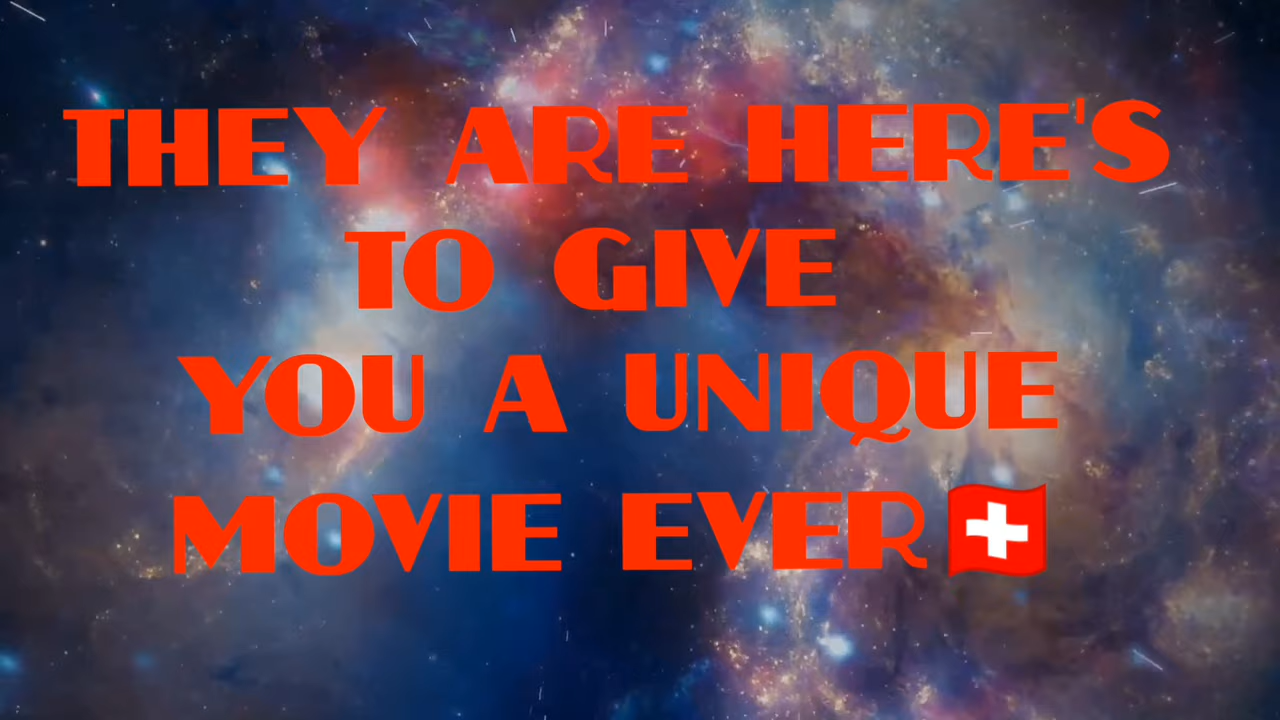 THEY ARE HERE'S
TO GIVE
YOU A UNIQUE
MOVIE EVER🇨🇭